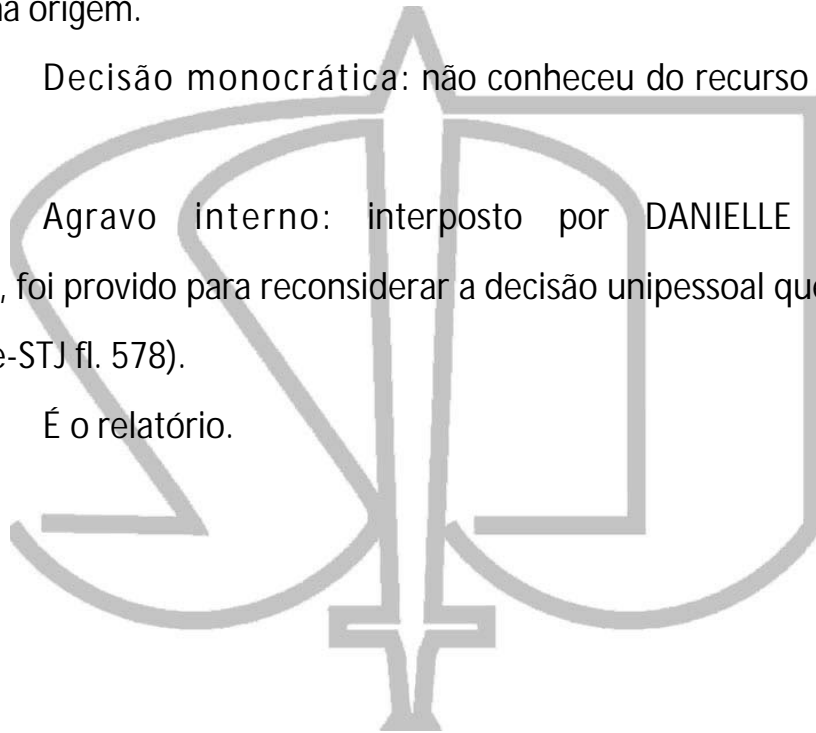 na origem.
Decisão monocrática: não conheceu do recurso
Agravo interno: interposto por DANIELLE
, foi provido para reconsiderar a decisão unipessoal que
e-STJ fl. 578).
É o relatório.